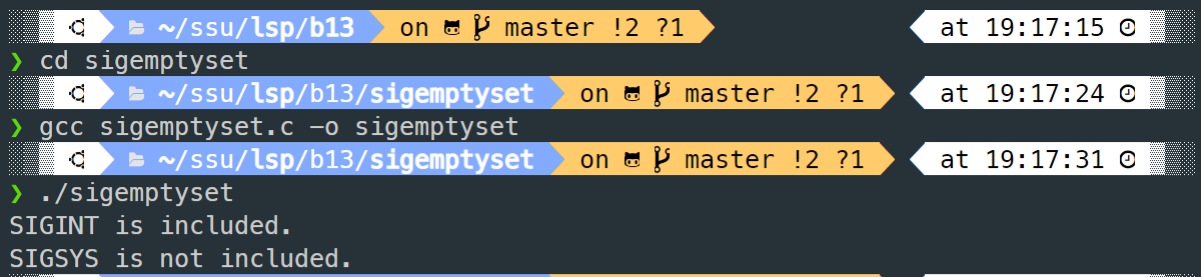 ~/ssu/lsp/b13 on master !2 ?1 at 19:17:15
❯ cd sigemptyset
~/ssu/lsp/b13/sigemptyset on master !2 ?1 at 19:17:24
❯ gcc sigemptyset.c -o sigemptyset
~/ssu/lsp/b13/sigemptyset on master !2 ?1 at 19:17:31
❯ ./sigemptyset
SIGINT is included.
SIGSYS is not included.